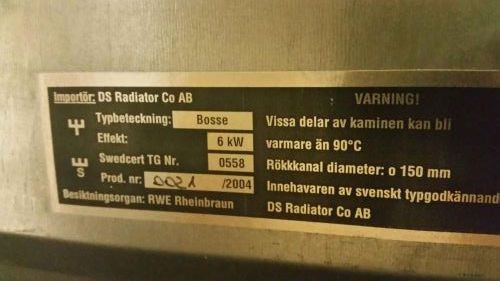 Importör: DS Radiator Co AB
Typbeteckning: Bosse
Effekt: 6 kW
Swedcert TG Nr. 0558
Prod. nr: 0021 /2004
Besiktningsorgan: RWE Rheinbraun
S
VARNING!
Vissa delar av kaminen kan bli
varmare än 90°C
Rökkkanal diameter: o 150 mm
Innehavaren av svenskt typgodkännand
DS Radiator Co AB